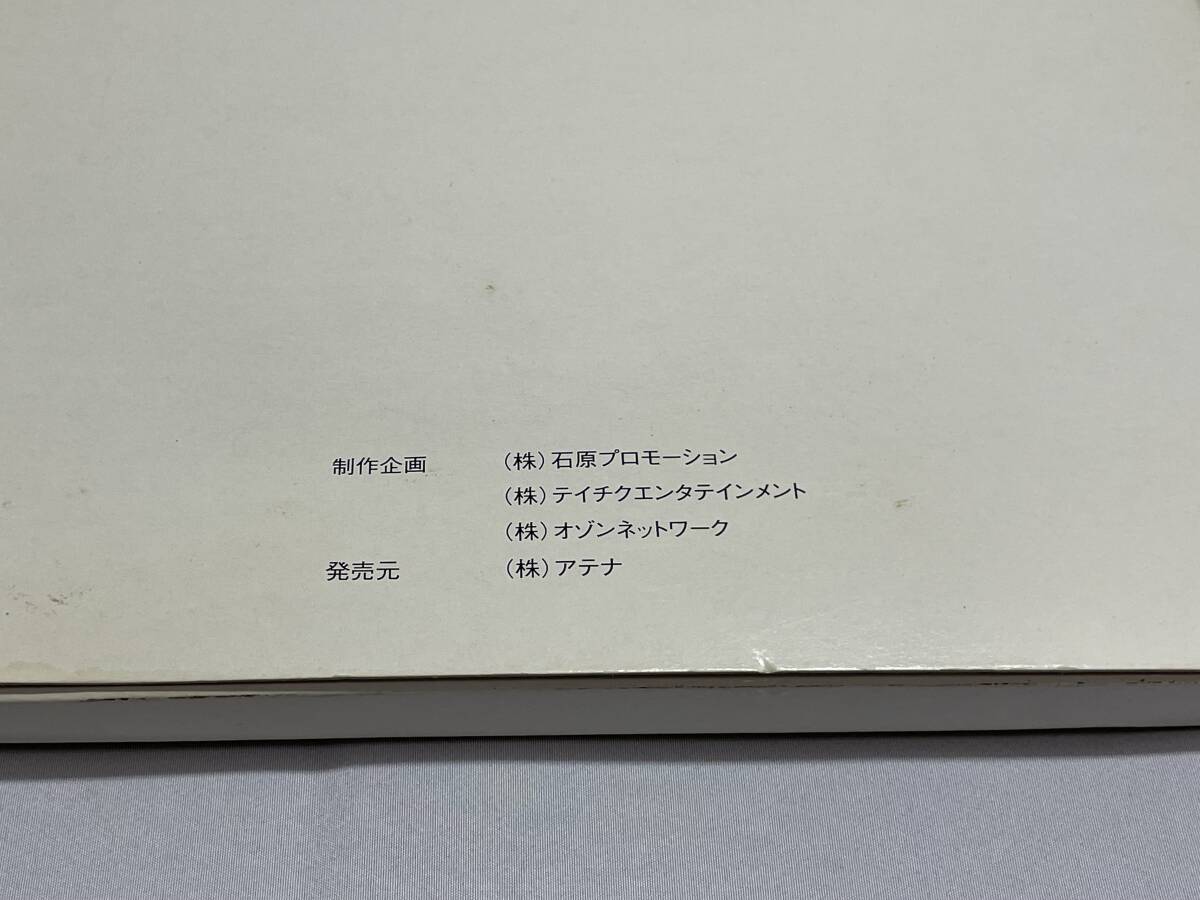 制作企画 (株)石原プロモーション
(株)テイチクエンタテインメント
(株)オゾンネットワーク
発売元 (株)アテナ